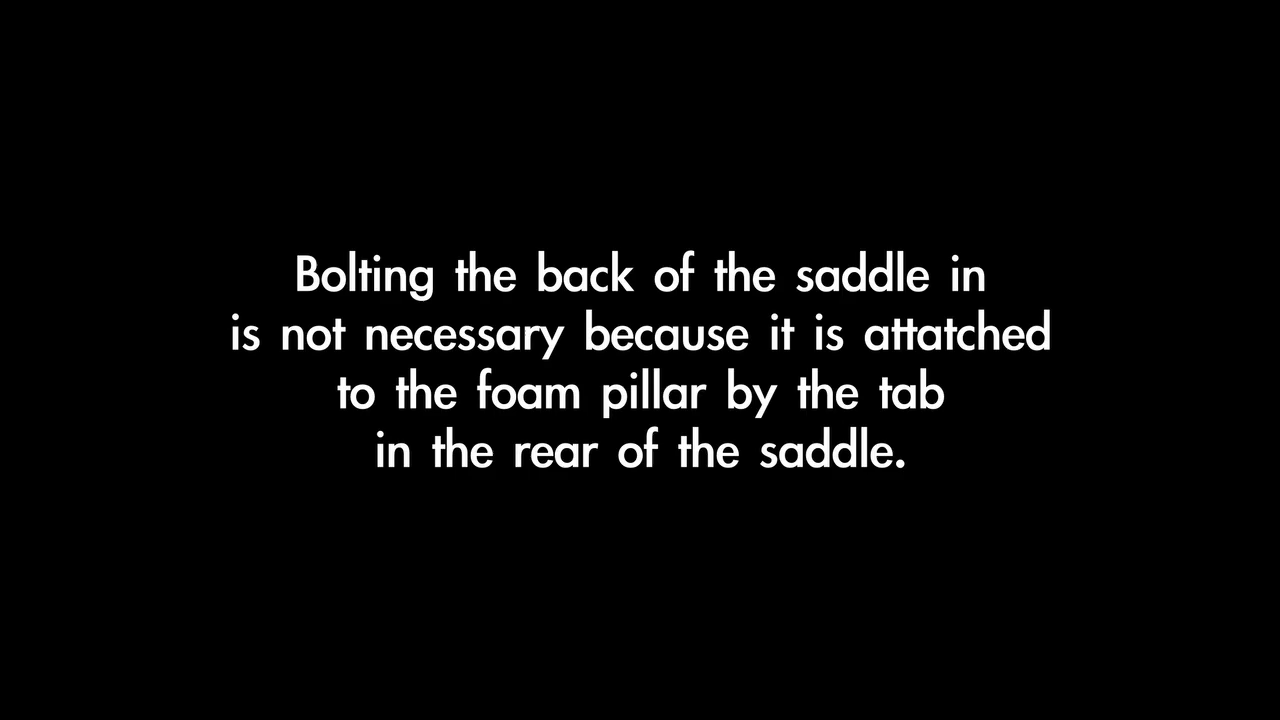 Bolting the back of the saddle in
is not necessary because it is attatched
to the foam pillar by the tab
in the rear of the saddle.